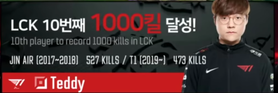 LCK 10번째 1000킬 달성!
10th player to record 1000 kills in LCK
JIN AIR (2017~2018) 527 KILLS / T1 (2019~) 473 KILLS
T1 Teddy